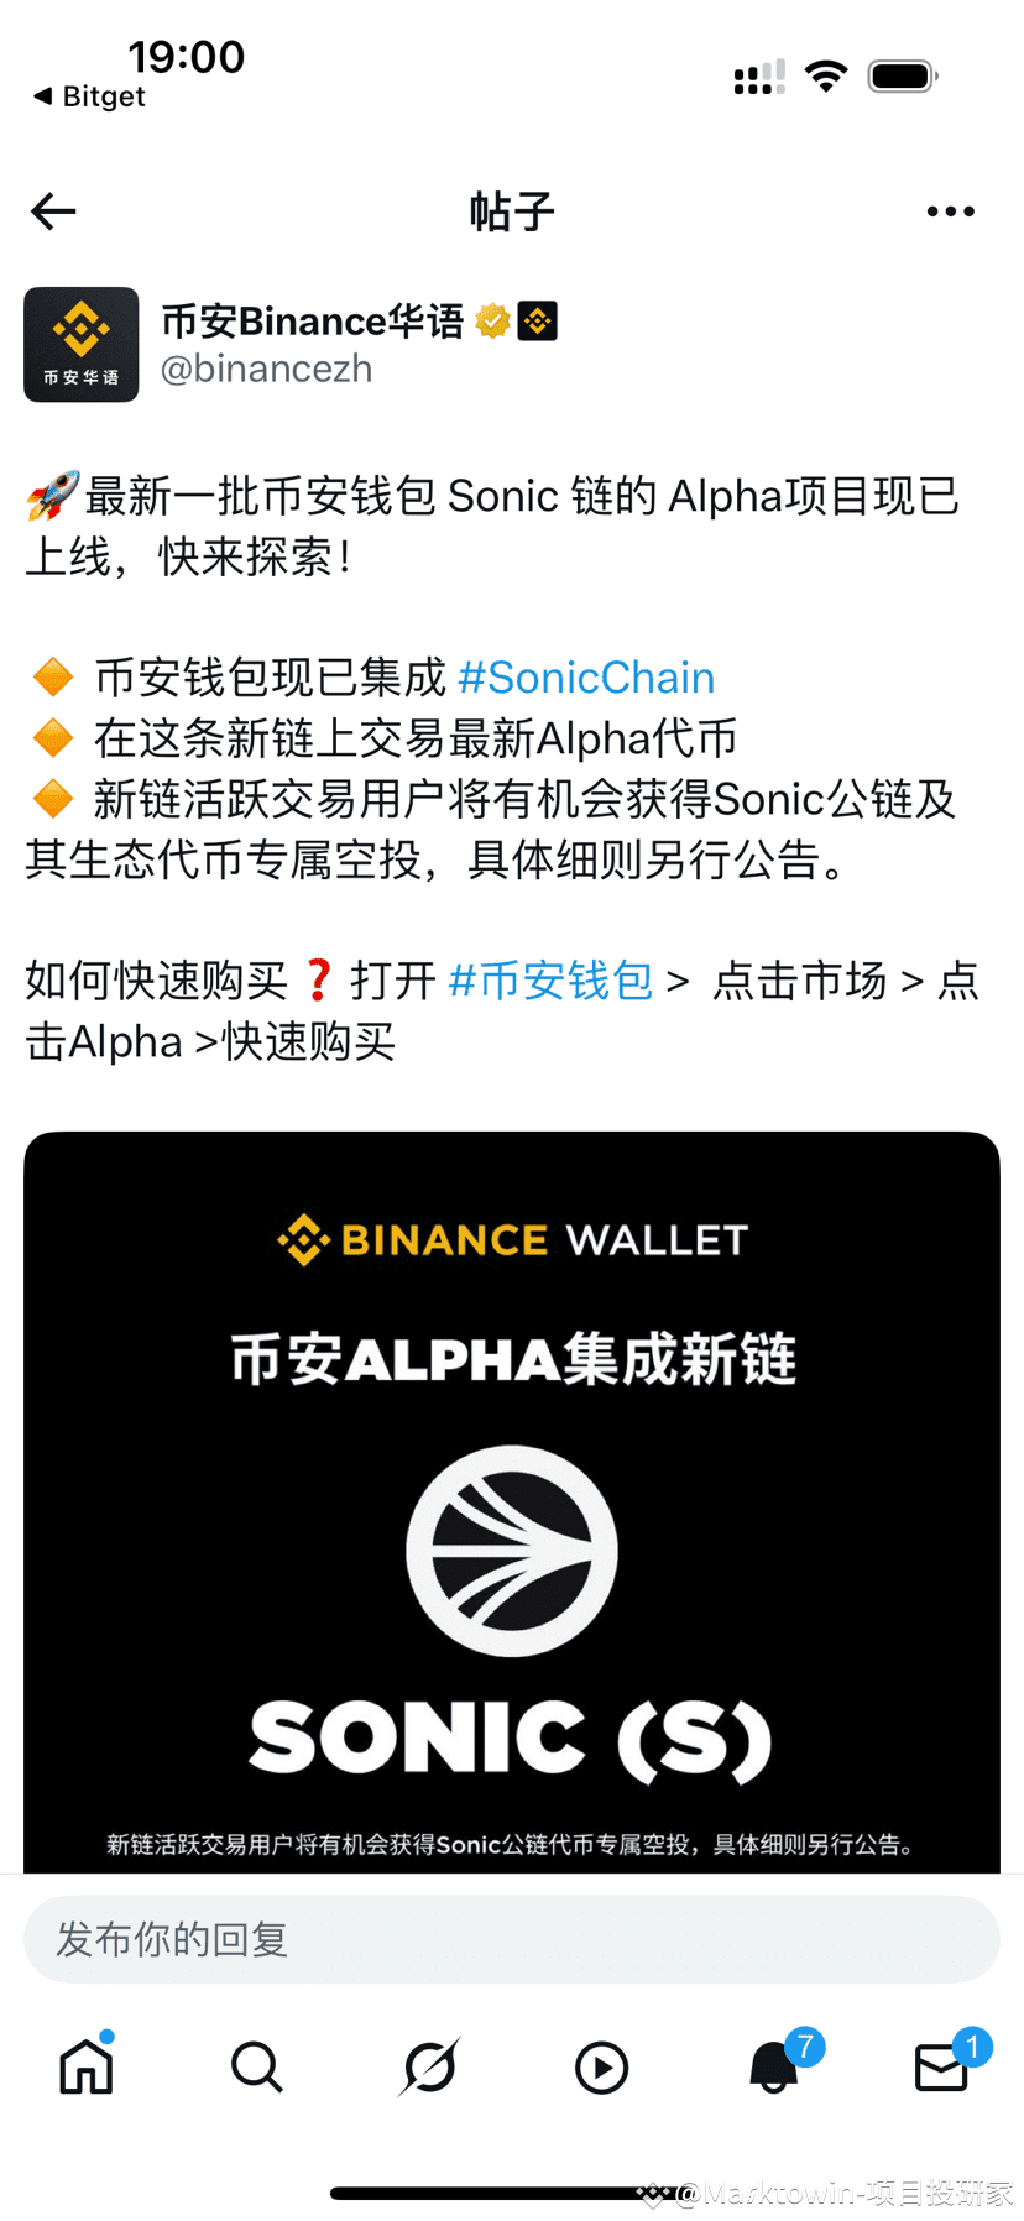 19:00
◀ Bitget
帖子
币安华语
币安Binance华语
@binancezh
🚀最新一批币安钱包 Sonic 链的 Alpha项目现已
上线，快来探索！
🔶 币安钱包现已集成 #SonicChain
🔶 在这条新链上交易最新Alpha代币
🔶 新链活跃交易用户将有机会获得Sonic公链及
其生态代币专属空投，具体细则另行公告。
如何快速购买❓打开 #币安钱包 > 点击市场 > 点
击Alpha >快速购买
BINANCE WALLET
币安ALPHA集成新链
SONIC (S)
新链活跃交易用户将有机会获得Sonic公链代币专属空投，具体细则另行公告。
发布你的回复
7
1
@Marktowin-项目投研家